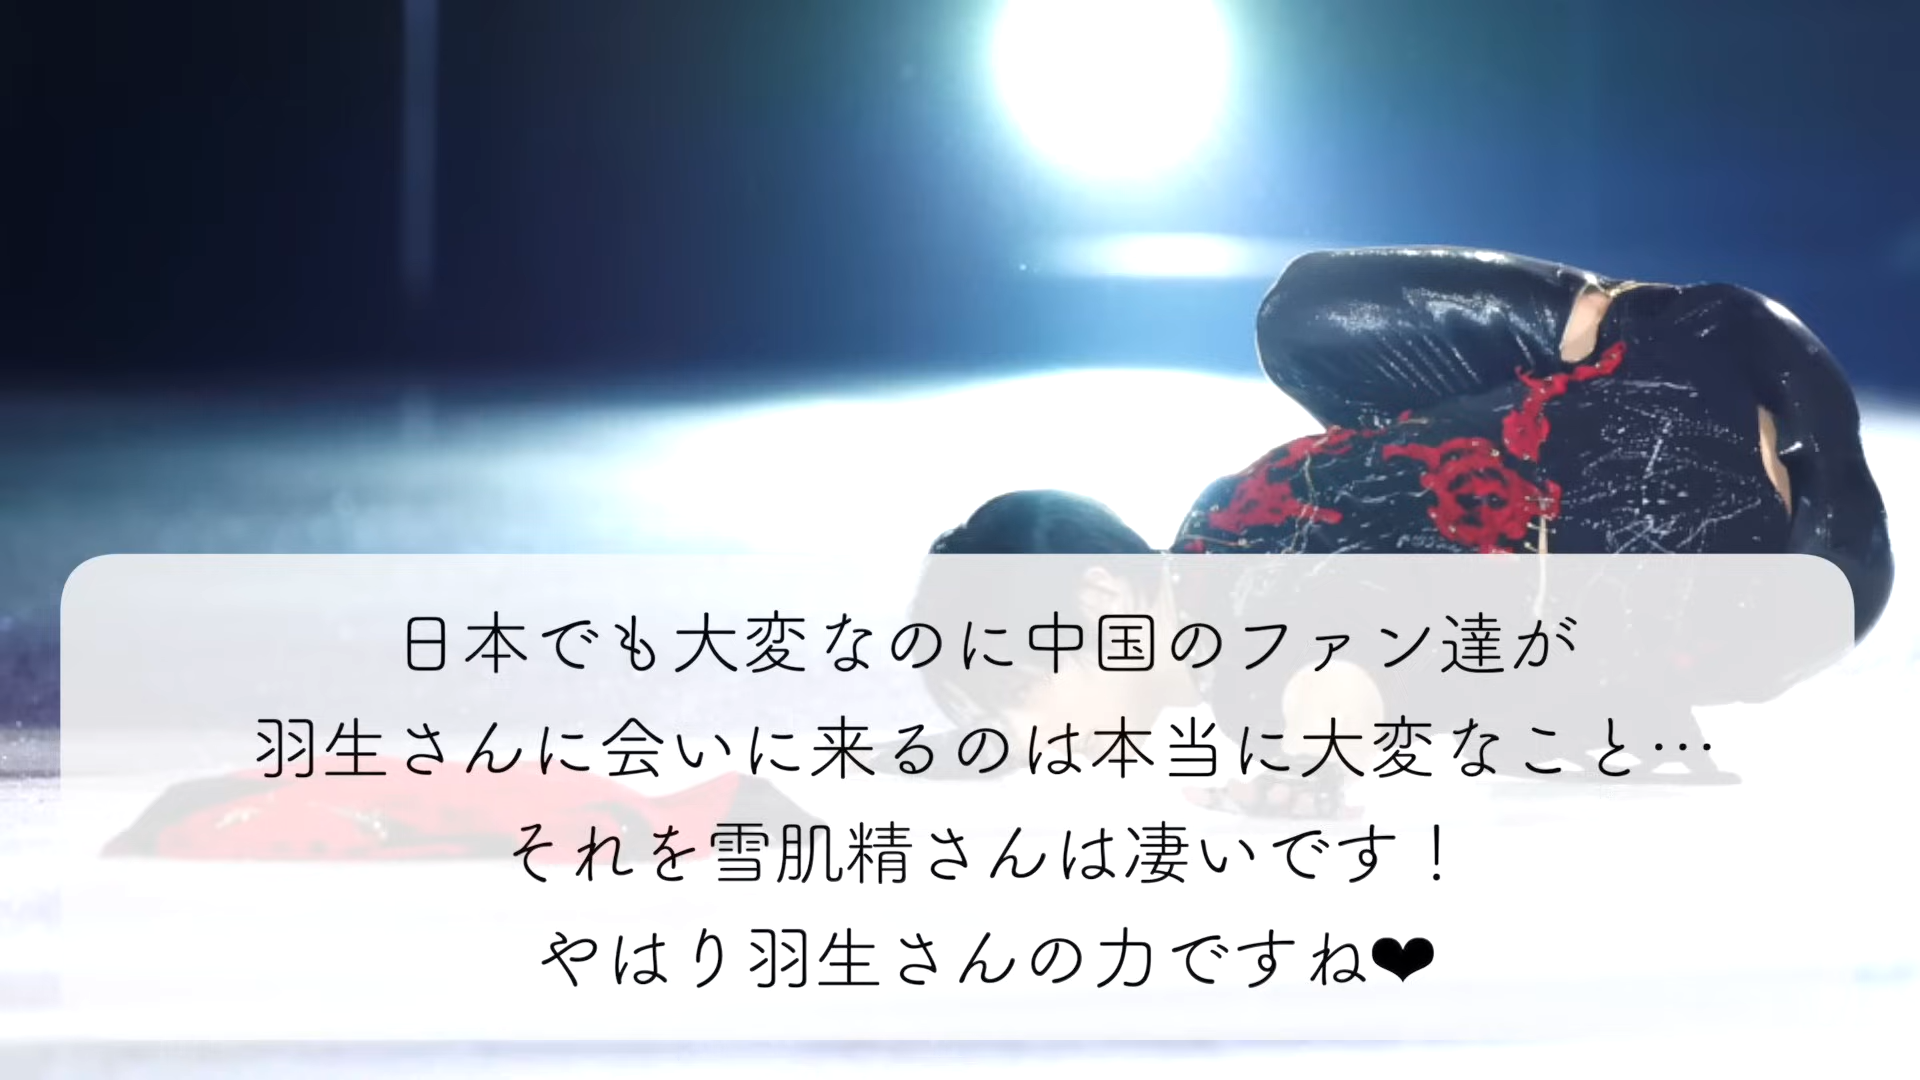 日本でも大変なのに中国のファン達が
羽生さんに会いに来るのは本当に大変なこと…
それを雪肌精さんは凄いです！
やはり羽生さんの力ですね❤